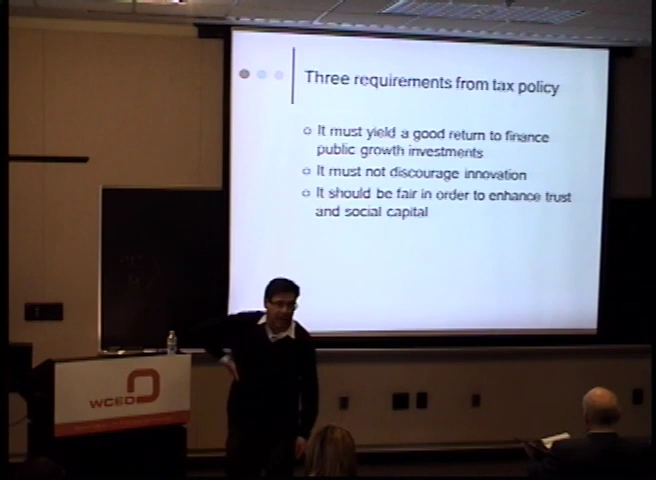 Three requirements from tax policy
It must yield a good return to finance
public growth investments
It must not discourage innovation
It should be fair in order to enhance trust
and social capital
WCED